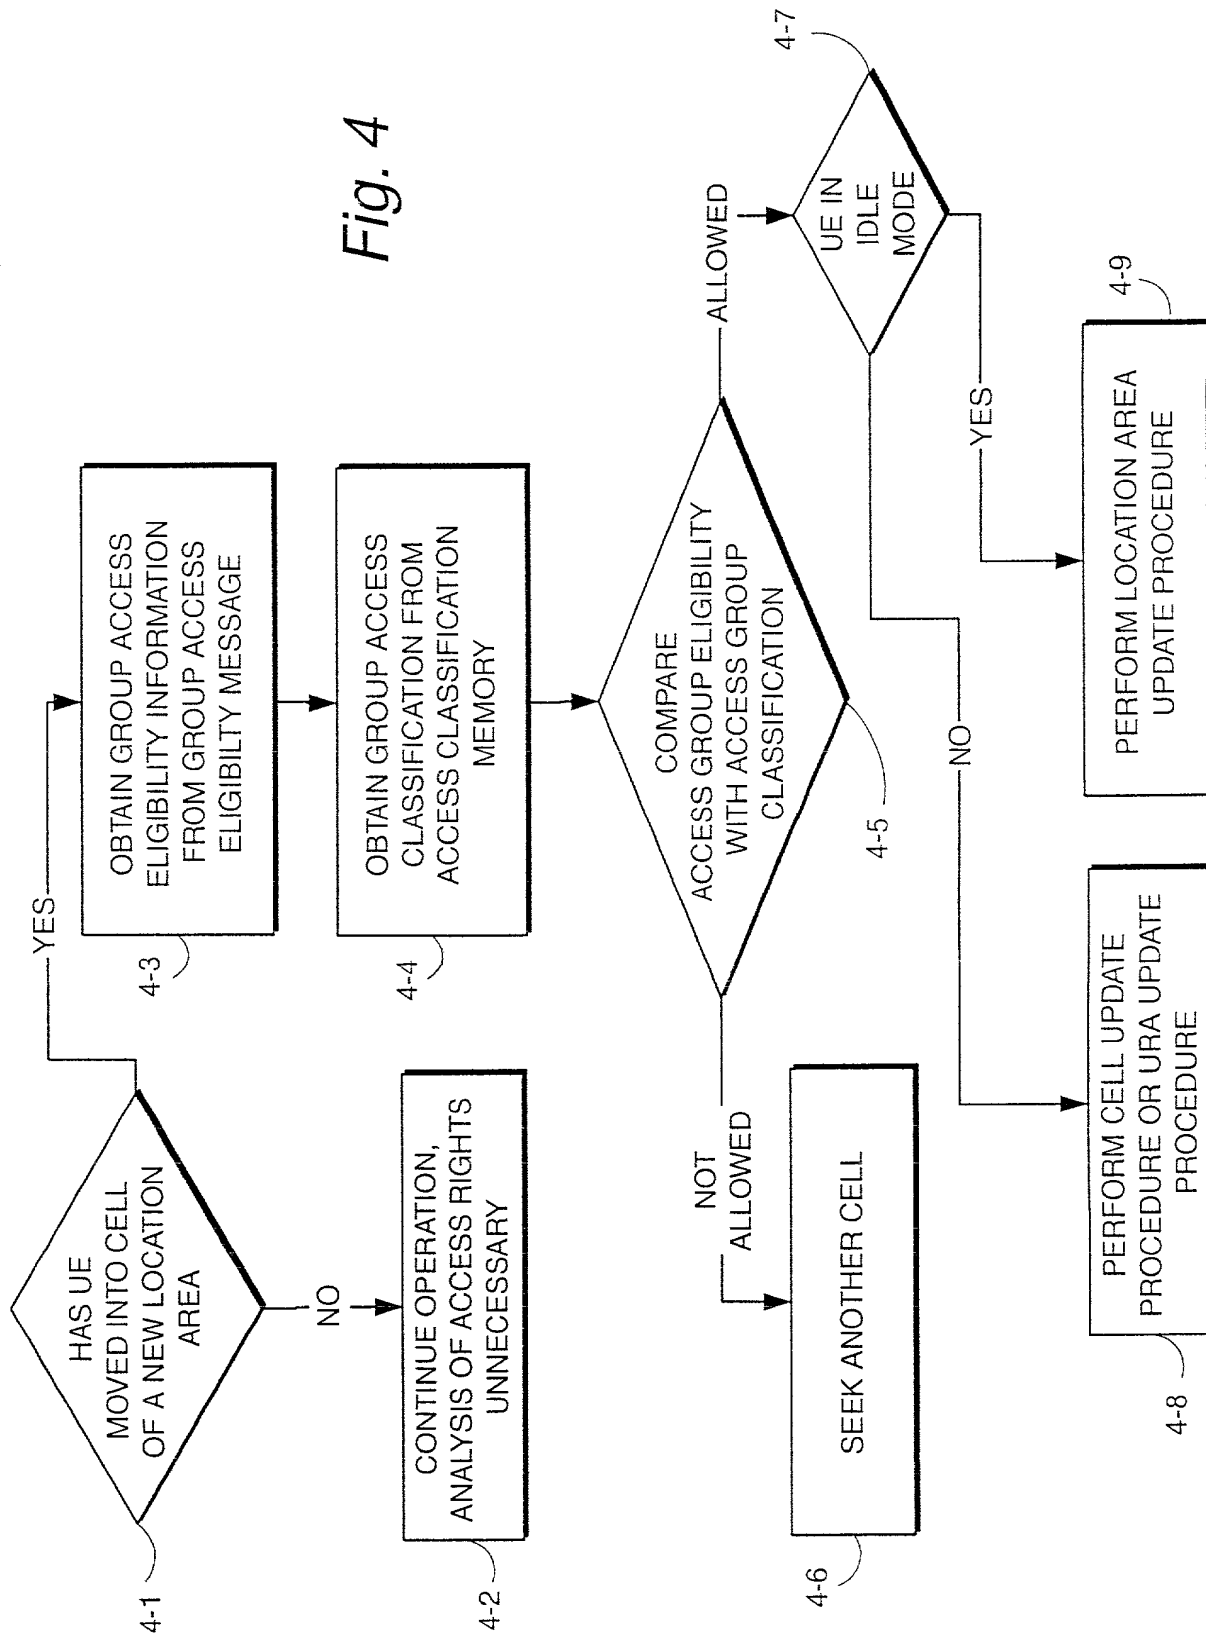 HAS UE
MOVED INTO CELL
OF A NEW LOCATION
AREA
4-1
YES
NO
CONTINUE OPERATION,
ANALYSIS OF ACCESS RIGHTS
UNNECESSARY
4-2
OBTAIN GROUP ACCESS
ELIGIBILITY INFORMATION
FROM GROUP ACCESS
ELIGIBILTY MESSAGE
4-3
OBTAIN GROUP ACCESS
CLASSIFICATION FROM
ACCESS CLASSIFICATION
MEMORY
4-4
COMPARE
ACCESS GROUP ELIGIBILITY
WITH ACCESS GROUP
CLASSIFICATION
4-5
NOT
ALLOWED
ALLOWED
SEEK ANOTHER CELL
4-6
UE IN
IDLE
MODE
4-7
NO
YES
PERFORM CELL UPDATE
PROCEDURE OR URA UPDATE
PROCEDURE
4-8
PERFORM LOCATION AREA
UPDATE PROCEDURE
4-9
Fig. 4